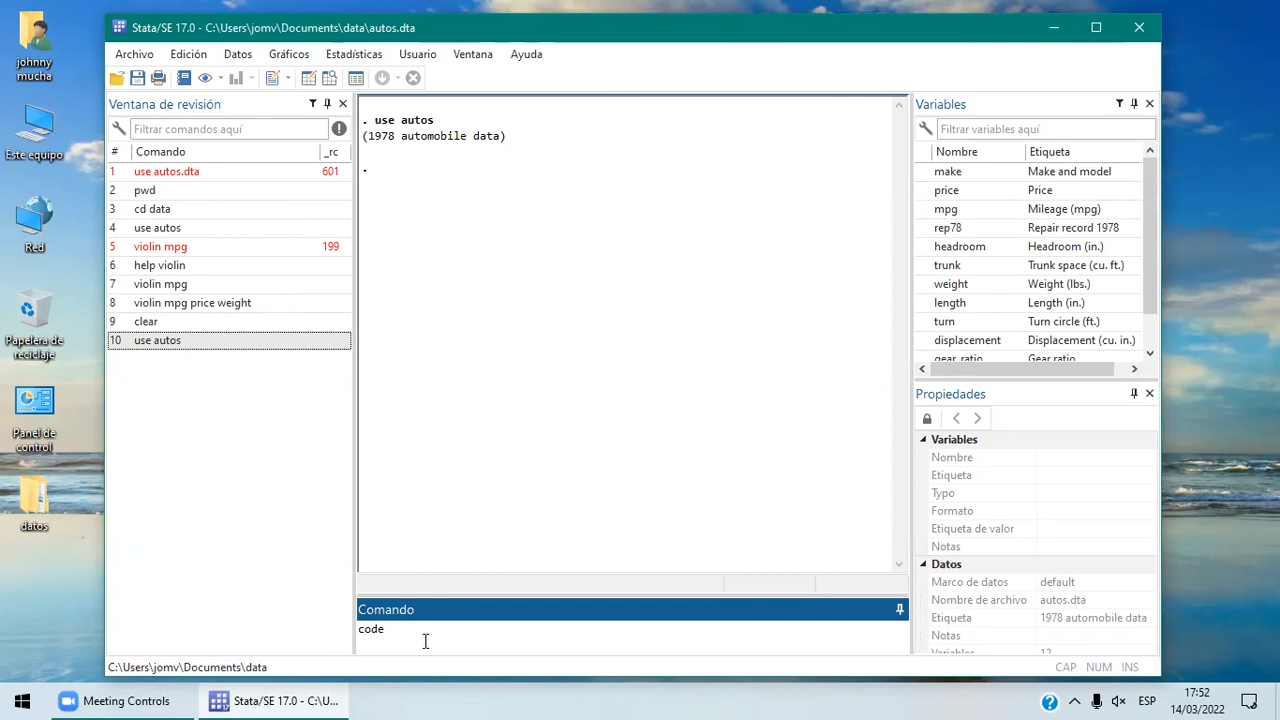 johnny
mucha
Este equipo
Red
Papelera de
reciclaje
Panel de
control
datos
Stata/SE 17.0 - C:\Users\jomv\Documents\data\autos.dta
Archivo Edición Datos Gráficos Estadísticas Usuario Ventana Ayuda
Ventana de revisión
Filtrar comandos aquí
# Comando _rc
1 use autos.dta 601
2 pwd
3 cd data
4 use autos
5 violin mpg 199
6 help violin
7 violin mpg
8 violin mpg price weight
9 clear
10 use autos
. use autos
(1978 automobile data)
.
Comando
code
Variables
Filtrar variables aquí
Nombre Etiqueta
make Make and model
price Price
mpg Mileage (mpg)
rep78 Repair record 1978
headroom Headroom (in.)
trunk Trunk space (cu. ft.)
weight Weight (lbs.)
length Length (in.)
turn Turn circle (ft.)
displacement Displacement (cu. in.)
gear_ratio Gear ratio
Propiedades
Variables
Nombre
Etiqueta
Tipo
Formato
Etiqueta de valor
Notas
Datos
Marco de datos default
Nombre de archivo autos.dta
Etiqueta 1978 automobile data
Notas
Variables 12
C:\Users\jomv\Documents\data
CAP NUM INS
Meeting Controls
Stata/SE 17.0 - C:\U...
ESP
17:52
14/03/2022